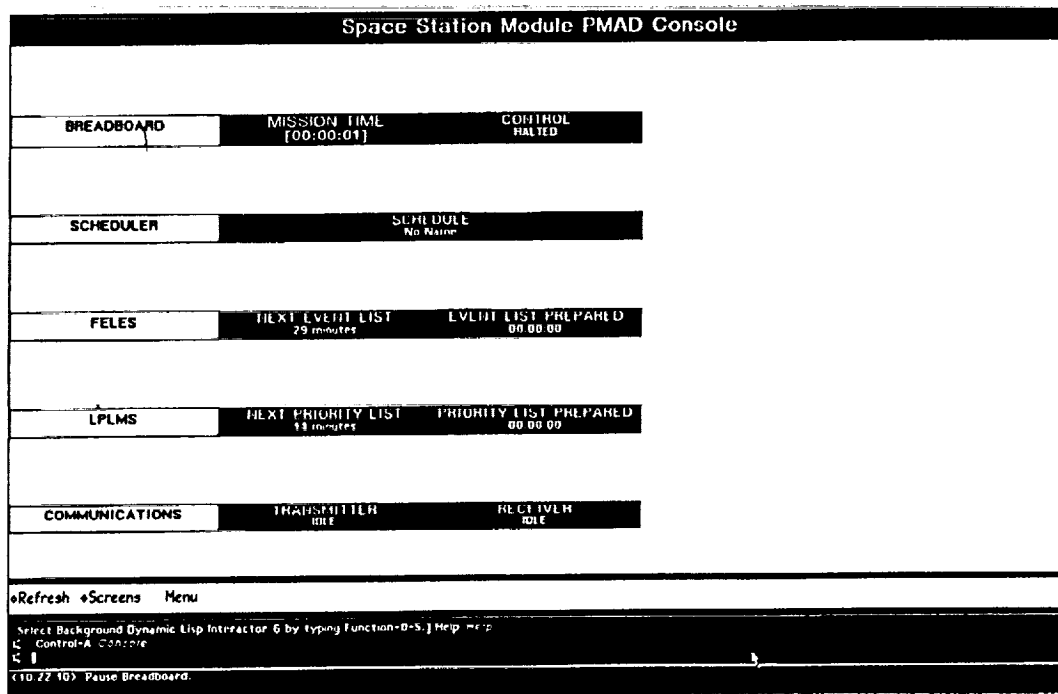 Space Station Module PMAD Console
BREADBOARD
MISSION TIME
[00:00:01]
CONTROL
HALTED
SCHEDULER
SCHEDULE
No Name
FELES
NEXT EVENT LIST
29 minutes
EVENT LIST PREPARED
00:00:00
LPLMS
NEXT PRIORITY LIST
14 minutes
PRIORITY LIST PREPARED
00:00:00
COMMUNICATIONS
TRANSMITTER
IDLE
RECEIVER
IDLE
Refresh Screens Menu
Select Background Dynamic Lisp Interactor 6 by typing Function-0-S.] Help Help
Control-A Console
(10:22:10) Pause Breadboard.